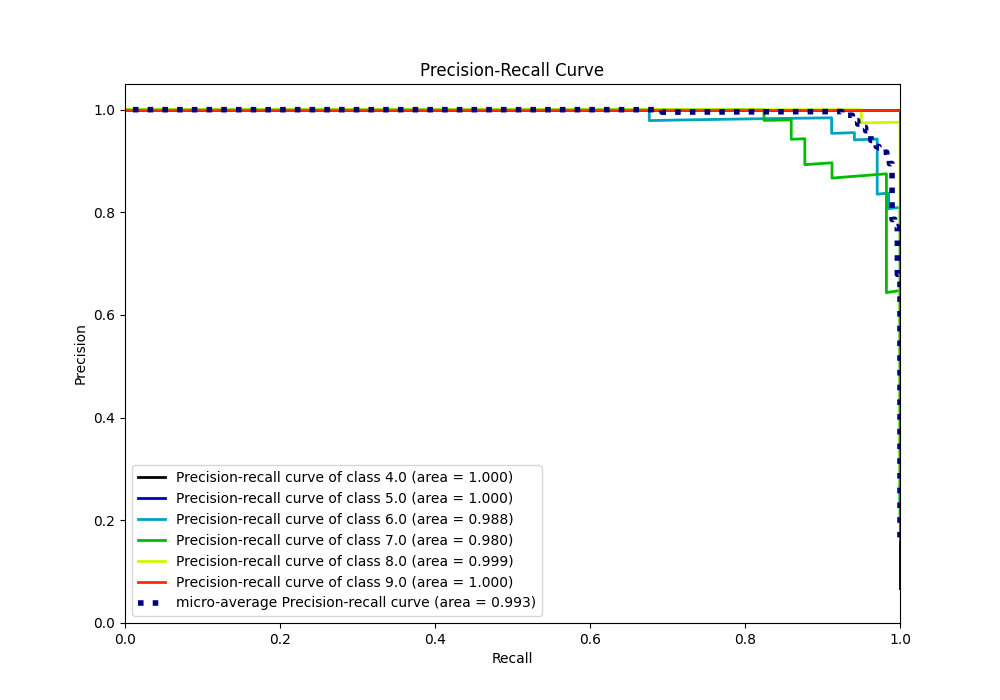 Precision-Recall Curve
1.0
0.8
0.6
0.4
0.2
0.0
Precision
Precision-recall curve of class 4.0 (area = 1.000)
Precision-recall curve of class 5.0 (area = 1.000)
Precision-recall curve of class 6.0 (area = 0.988)
Precision-recall curve of class 7.0 (area = 0.980)
Precision-recall curve of class 8.0 (area = 0.999)
Precision-recall curve of class 9.0 (area = 1.000)
micro-average Precision-recall curve (area = 0.993)
0.0 0.2 0.4 0.6 0.8 1.0
Recall